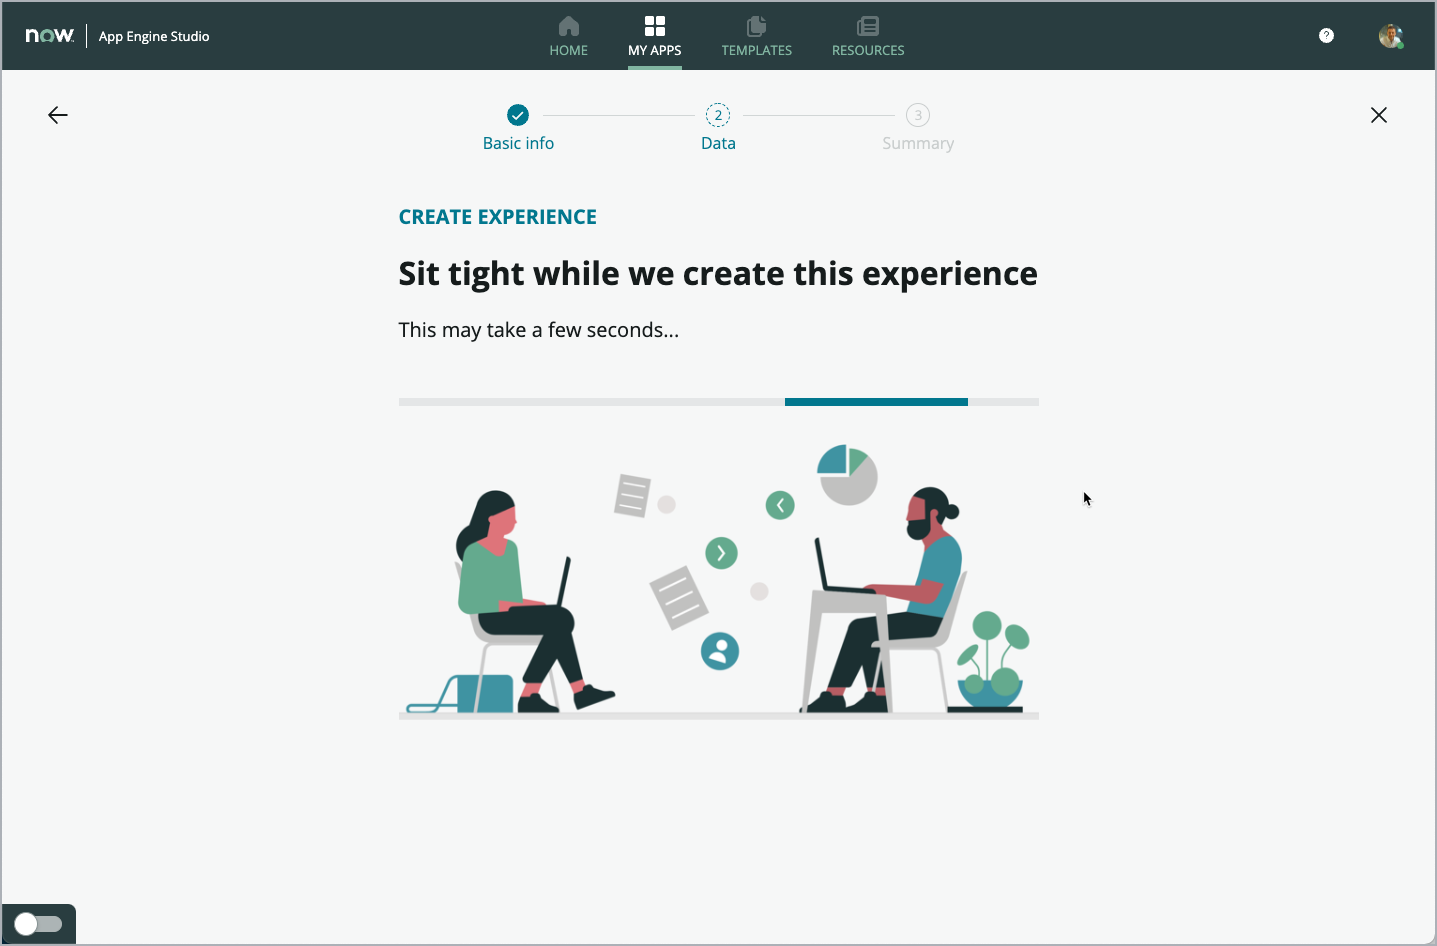 now. App Engine Studio
HOME
MY APPS
TEMPLATES
RESOURCES
?
2
3
Basic info
Data
Summary
CREATE EXPERIENCE
Sit tight while we create this experience
This may take a few seconds...